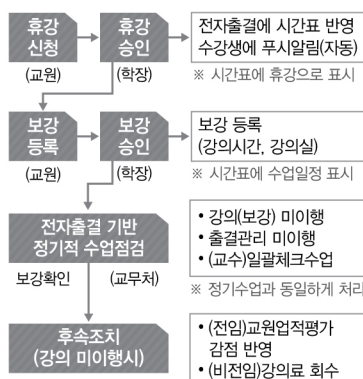 휴강
신청
휴강
승인
전자출결에 시간표 반영
수강생에 푸시알림(자동)
(교원)
(학장)
※ 시간표에 휴강으로 표시
보강
등록
보강
승인
보강 등록
(강의시간, 강의실)
(교원)
(학장)
※ 시간표에 수업일정 표시
전자출결 기반
정기적 수업점검
• 강의(보강) 미이행
• 출결관리 미이행
• (교수)일괄체크수업
보강확인
(교무처)
※ 정기수업과 동일하게 처리
후속조치
(강의 미이행시)
• (전임)교원업적평가
감점 반영
• (비전임)강의료 회수